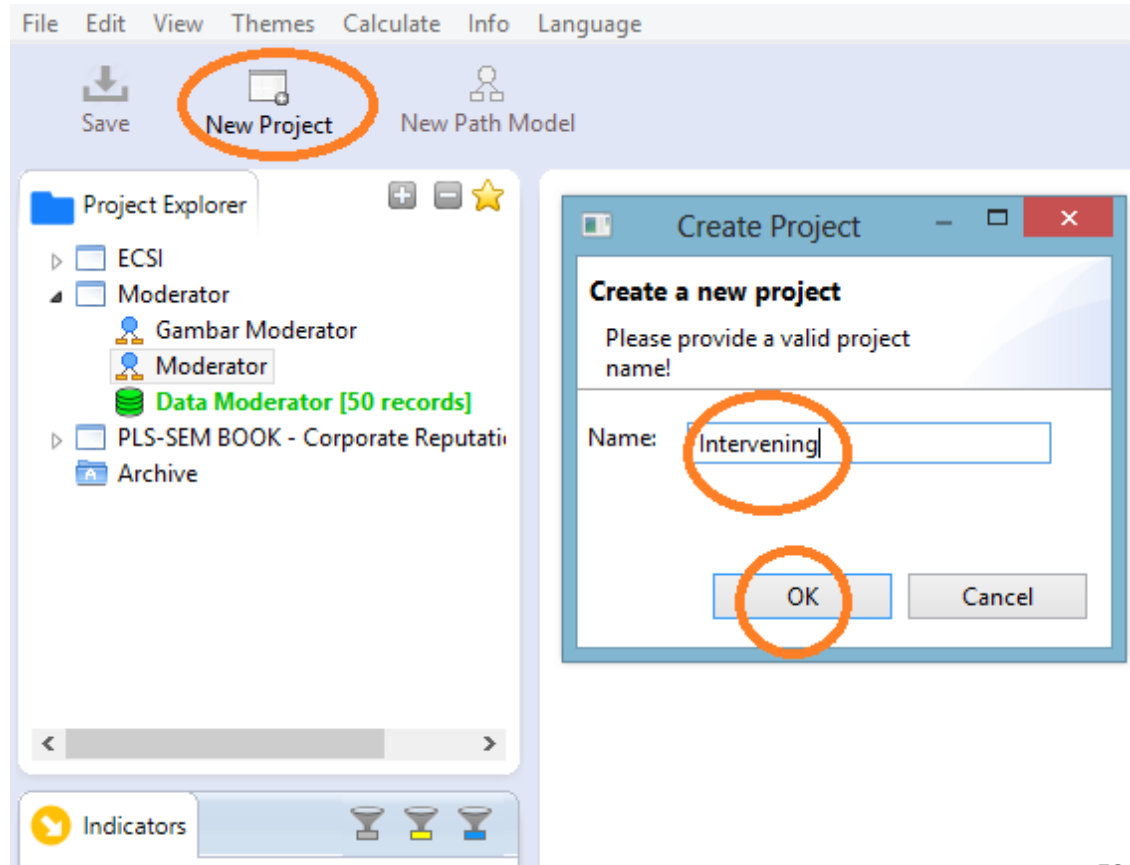 File Edit View Themes Calculate Info Language
Save New Project New Path Model
Project Explorer
ECSI
Moderator
Gambar Moderator
Moderator
Data Moderator [50 records]
PLS-SEM BOOK - Corporate Reputati
Archive
Indicators
Create Project
Create a new project
Please provide a valid project
name!
Name: Intervening
OK Cancel